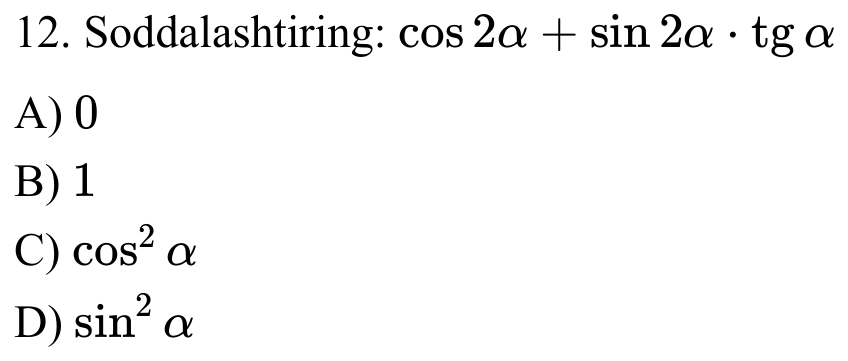 12. Soddalashtiring: cos 2α + sin 2α · tg α
A) 0
B) 1
C) cos² α
D) sin² α